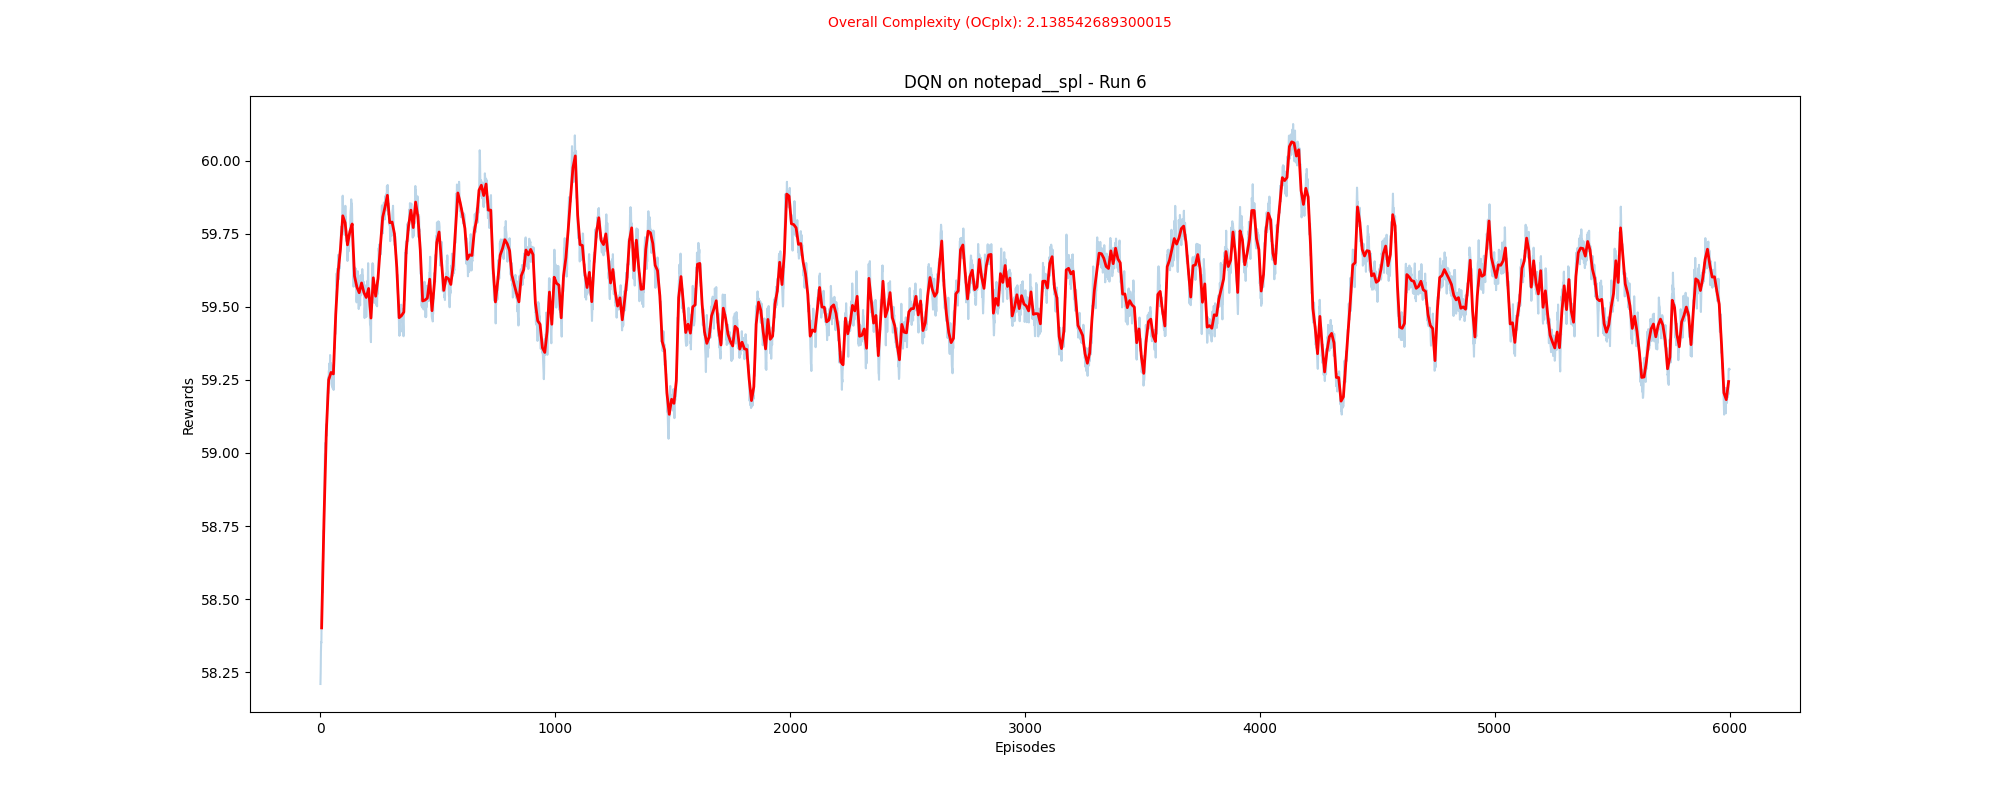 Overall Complexity (OCplx): 2.138542689300015
DQN on notepad__spl - Run 6
Rewards
60.00
59.75
59.50
59.25
59.00
58.75
58.50
58.25
0 1000 2000 3000 4000 5000 6000
Episodes